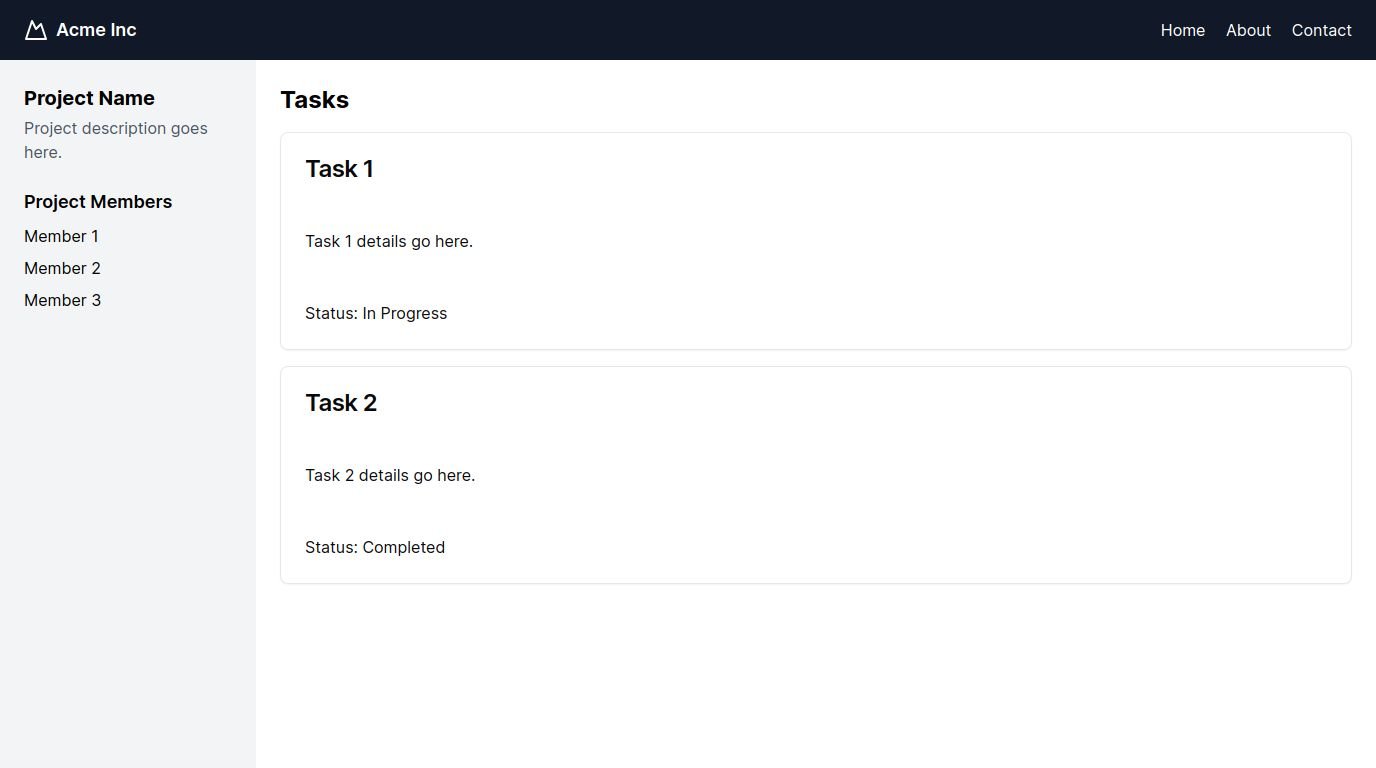 Acme Inc
Home
About
Contact
Project Name
Project description goes
here.
Project Members
Member 1
Member 2
Member 3
Tasks
Task 1
Task 1 details go here.
Status: In Progress
Task 2
Task 2 details go here.
Status: Completed